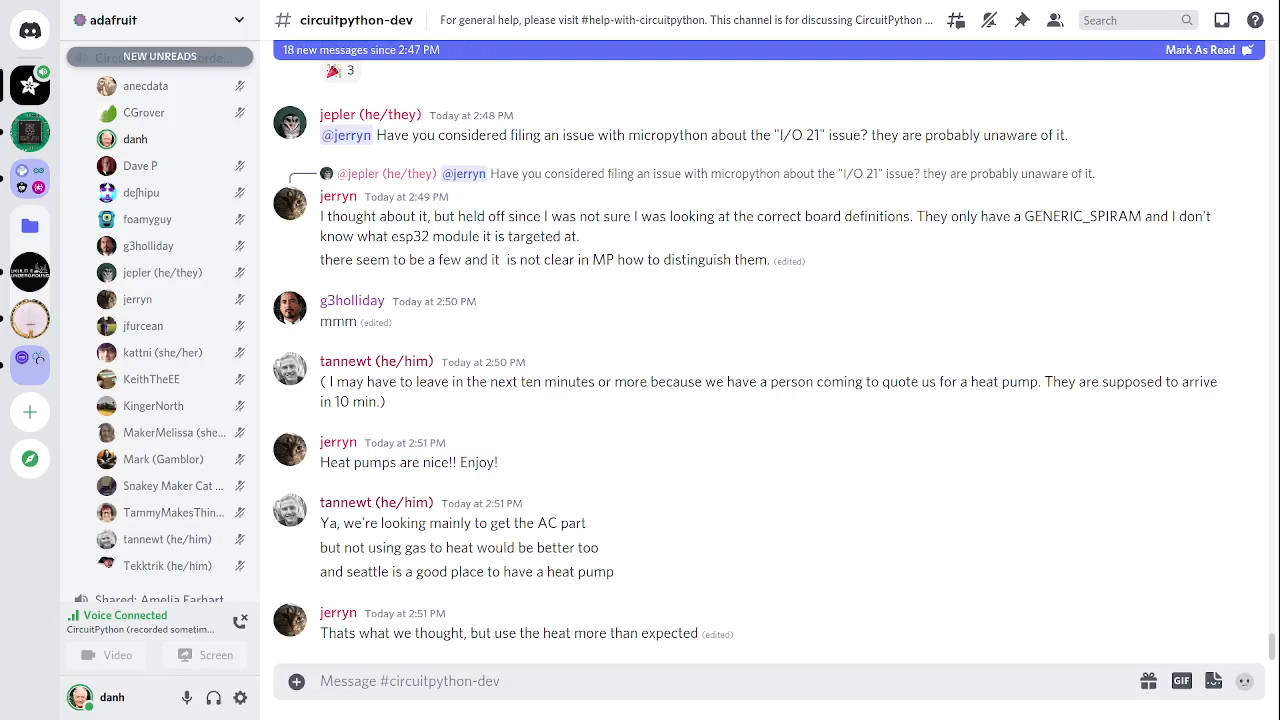 adafruit
circuitpython-dev
For general help, please visit #help-with-circuitpython. This channel is for discussing CircuitPython ...
Search
NEW UNREADS
anecdata
CGrover
danh
Dave P
deʃhipu
foamyguy
g3holliday
jepler (he/they)
jerryn
jfurcean
kattni (she/her)
KeithTheEE
KingerNorth
MakerMelissa (she...
Mark (Gamblor)
Snakey Maker Cat ...
TammyMakesThin...
tannewt (he/him)
Tekktrik (he/him)
Shared: Amelia Earhart
Voice Connected
CircuitPython (recorded sometim...
Video
Screen
danh
18 new messages since 2:47 PM
Mark As Read
3
jepler (he/they) Today at 2:48 PM
@jerryn Have you considered filing an issue with micropython about the "I/O 21" issue? they are probably unaware of it.
@jepler (he/they) @jerryn Have you considered filing an issue with micropython about the "I/O 21" issue? they are probably unaware of it.
jerryn Today at 2:49 PM
I thought about it, but held off since I was not sure I was looking at the correct board definitions. They only have a GENERIC_SPIRAM and I don't
know what esp32 module it is targeted at.
there seem to be a few and it is not clear in MP how to distinguish them. (edited)
g3holliday Today at 2:50 PM
mmm (edited)
tannewt (he/him) Today at 2:50 PM
( I may have to leave in the next ten minutes or more because we have a person coming to quote us for a heat pump. They are supposed to arrive
in 10 min.)
jerryn Today at 2:51 PM
Heat pumps are nice!! Enjoy!
tannewt (he/him) Today at 2:51 PM
Ya, we're looking mainly to get the AC part
but not using gas to heat would be better too
and seattle is a good place to have a heat pump
jerryn Today at 2:51 PM
Thats what we thought, but use the heat more than expected (edited)
Message #circuitpython-dev
GIF